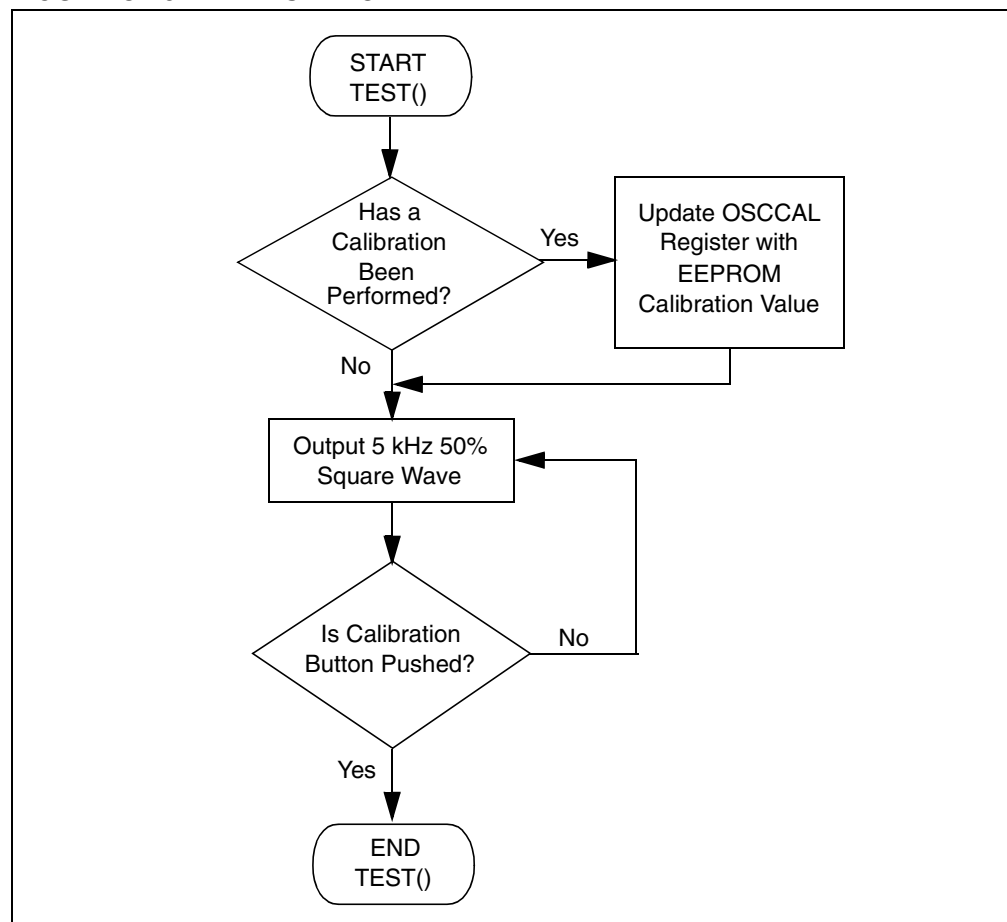 START
TEST()
Has a
Calibration
Been
Performed?
Yes
Update OSCCAL
Register with
EEPROM
Calibration Value
No
Output 5 kHz 50%
Square Wave
Is Calibration
Button Pushed?
No
Yes
END
TEST()